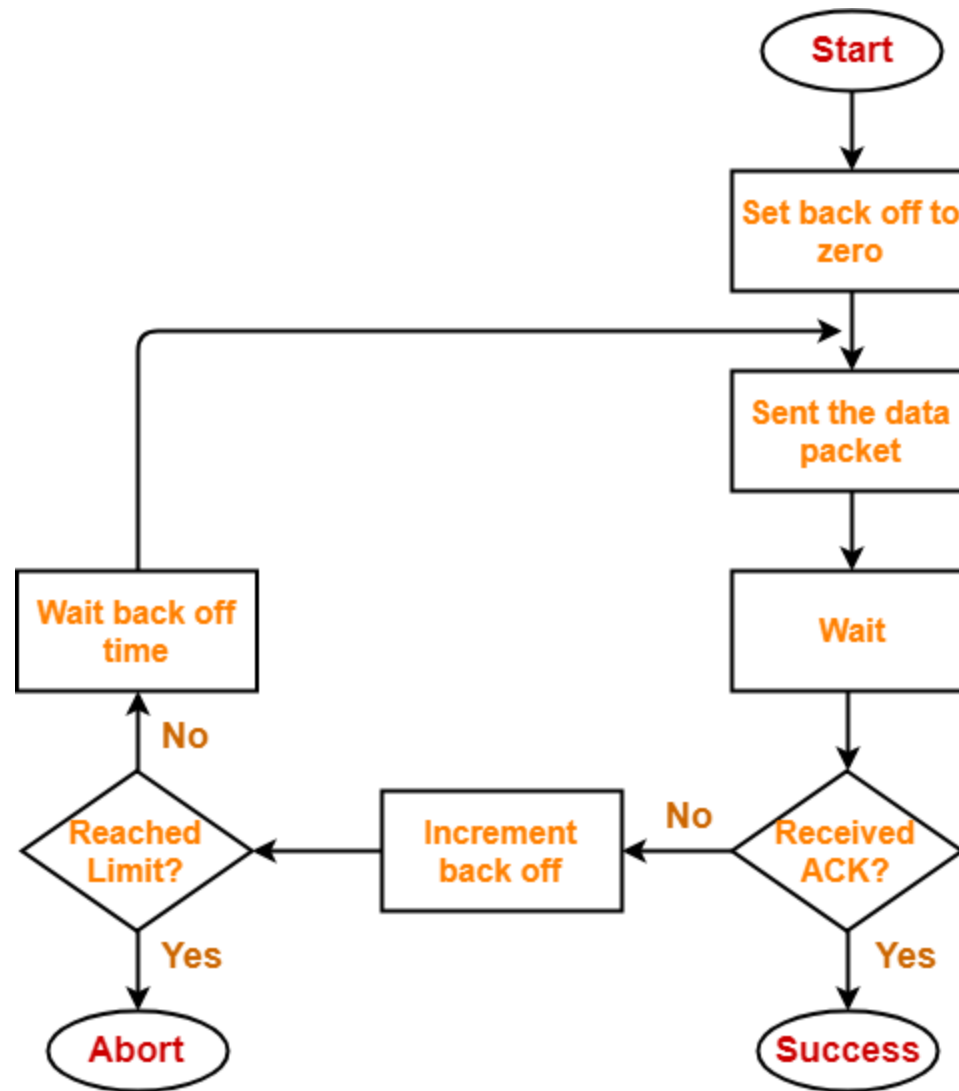 Start
Set back off to
zero
Sent the data
packet
Wait
Received
ACK?
No
Yes
Success
Increment
back off
Reached
Limit?
No
Yes
Abort
Wait back off
time